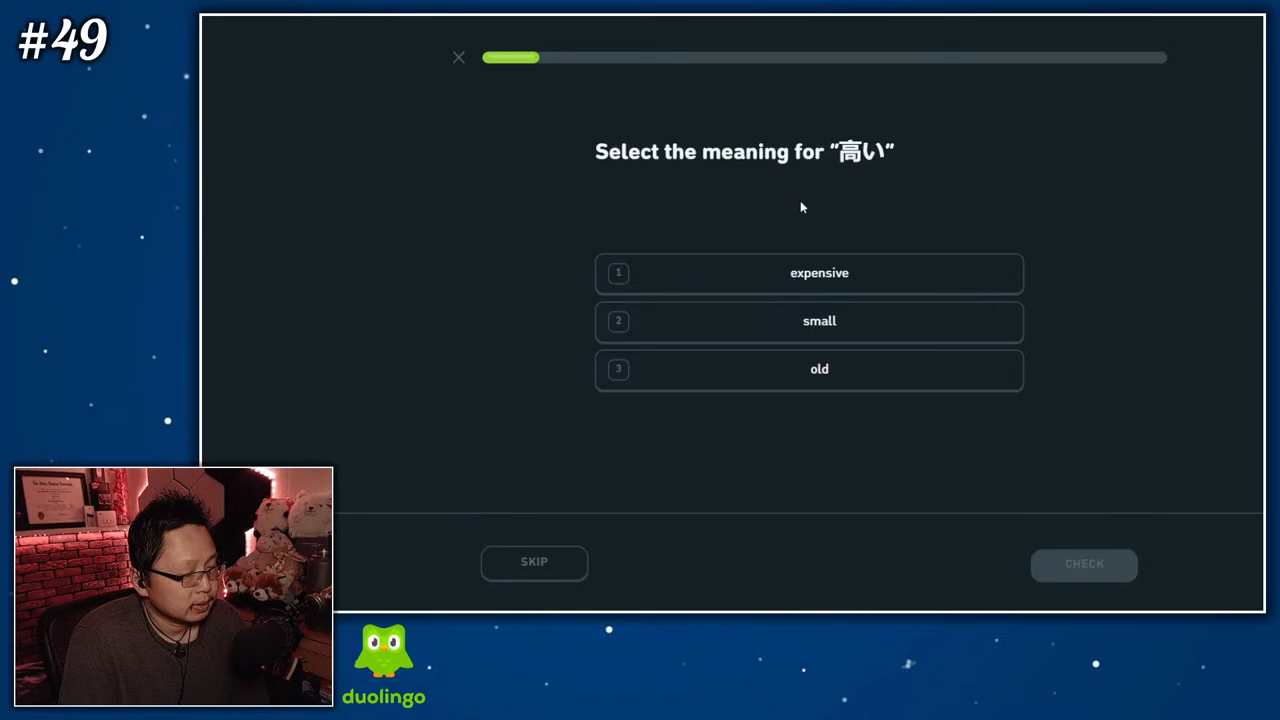 #49
Select the meaning for “高い”
1 expensive
2 small
3 old
SKIP
CHECK
duolingo